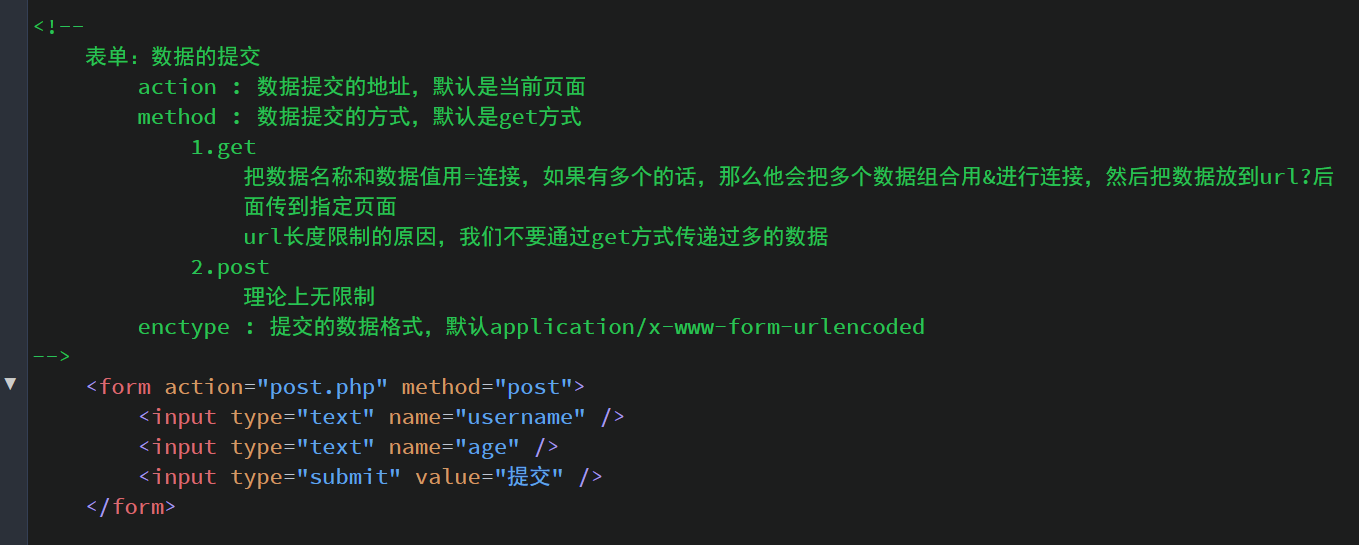 <!--
表单：数据的提交
action : 数据提交的地址，默认是当前页面
method : 数据提交的方式，默认是get方式
1.get
把数据名称和数据值用=连接，如果有多个的话，那么他会把多个数据组合用&进行连接，然后把数据放到url?后
面传到指定页面
url长度限制的原因，我们不要通过get方式传递过多的数据
2.post
理论上无限制
enctype : 提交的数据格式，默认application/x-www-form-urlencoded
-->
<form action="post.php" method="post">
<input type="text" name="username" />
<input type="text" name="age" />
<input type="submit" value="提交" />
</form>